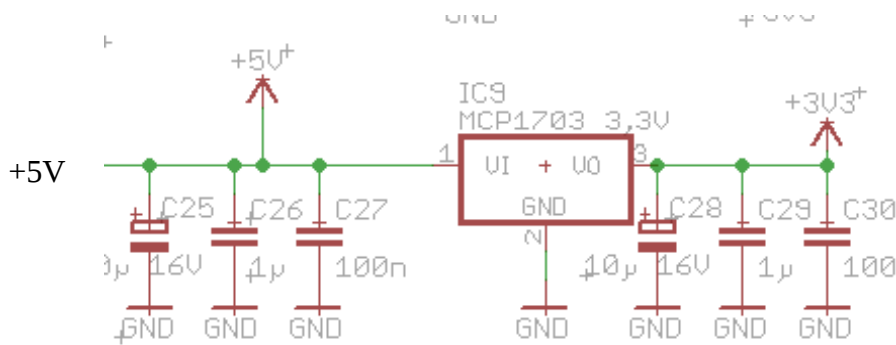 +5V
IC9
MCP1703 3,3V
+3V3
+5V
1 VI VO 3
GND
2
C25 C26 C27 C28 C29 C30
16V 1µ 100n 10µ 16V 1µ 100
GND GND GND GND GND GND GND